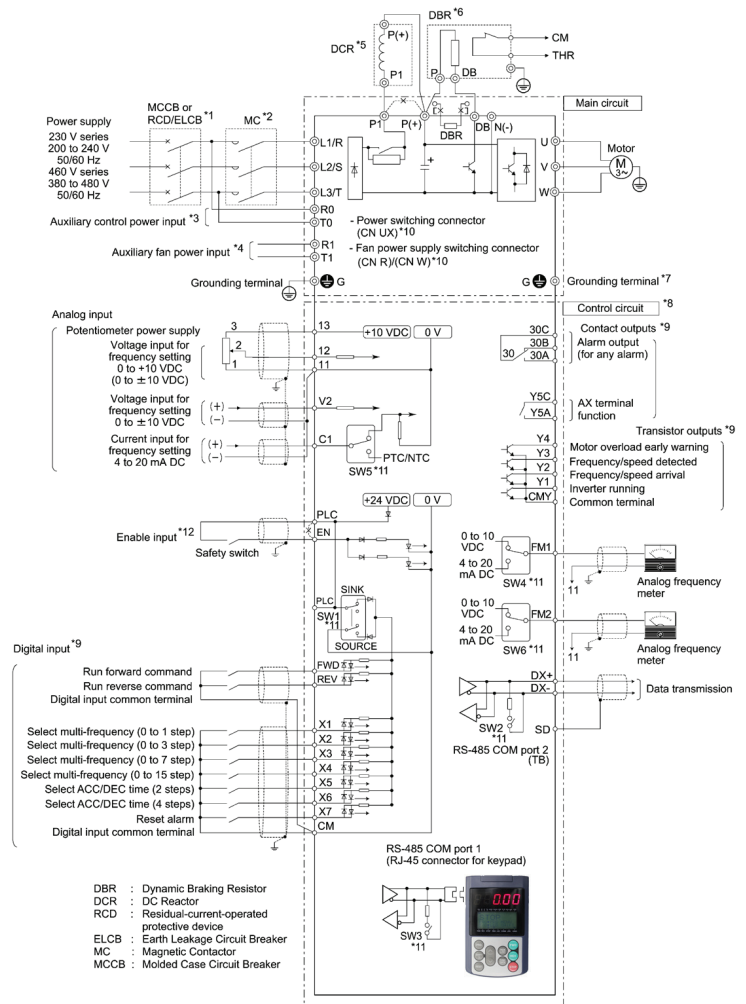 DBR *6
DCR *5
P(+)
P1
CM
THR
P
DB
Main circuit
MCCB or
RCD/ELCB *1
MC *2
Power supply
230 V series
200 to 240 V
50/60 Hz
460 V series
380 to 480 V
50/60 Hz
P1
P(+)
DBR
DB
N(-)
L1/R
L2/S
L3/T
+
U
V
W
Motor
M
3~
Auxiliary control power input *3
R0
T0
- Power switching connector
(CN UX)*10
Auxiliary fan power input *4
R1
T1
- Fan power supply switching connector
(CN R)/(CN W)*10
Grounding terminal
G
G
Grounding terminal *7
Control circuit *8
Analog input
Potentiometer power supply
3
13
+10 VDC
0 V
Voltage input for
frequency setting
0 to +10 VDC
(0 to ±10 VDC)
2
12
1
11
Voltage input for
frequency setting
0 to ±10 VDC
(+)
(−)
V2
Current input for
frequency setting
4 to 20 mA DC
(+)
(−)
C1
PTC/NTC
SW5*11
30C
30B
30
30A
Contact outputs *9
Alarm output
(for any alarm)
Y5C
Y5A
AX terminal
function
Transistor outputs *9
Y4
Motor overload early warning
Y3
Frequency/speed detected
Y2
Frequency/speed arrival
Y1
Inverter running
CMY
Common terminal
+24 VDC
0 V
PLC
EN
Enable input *12
Safety switch
0 to 10
VDC
FM1
4 to 20
mA DC
SW4 *11
11
Analog frequency
meter
PLC
SINK
SW1
*11
SOURCE
0 to 10
VDC
FM2
4 to 20
mA DC
SW6 *11
11
Analog frequency
meter
Digital input *9
Run forward command
FWD
Run reverse command
REV
Digital input common terminal
DX+
DX-
Data transmission
SW2
*11
SD
RS-485 COM port 2
(TB)
Select multi-frequency (0 to 1 step)
X1
Select multi-frequency (0 to 3 step)
X2
Select multi-frequency (0 to 7 step)
X3
Select multi-frequency (0 to 15 step)
X4
Select ACC/DEC time (2 steps)
X5
Select ACC/DEC time (4 steps)
X6
Reset alarm
X7
Digital input common terminal
CM
RS-485 COM port 1
(RJ-45 connector for keypad)
SW3
*11
0.00
DBR : Dynamic Braking Resistor
DCR : DC Reactor
RCD : Residual-current-operated
protective device
ELCB : Earth Leakage Circuit Breaker
MC : Magnetic Contactor
MCCB : Molded Case Circuit Breaker